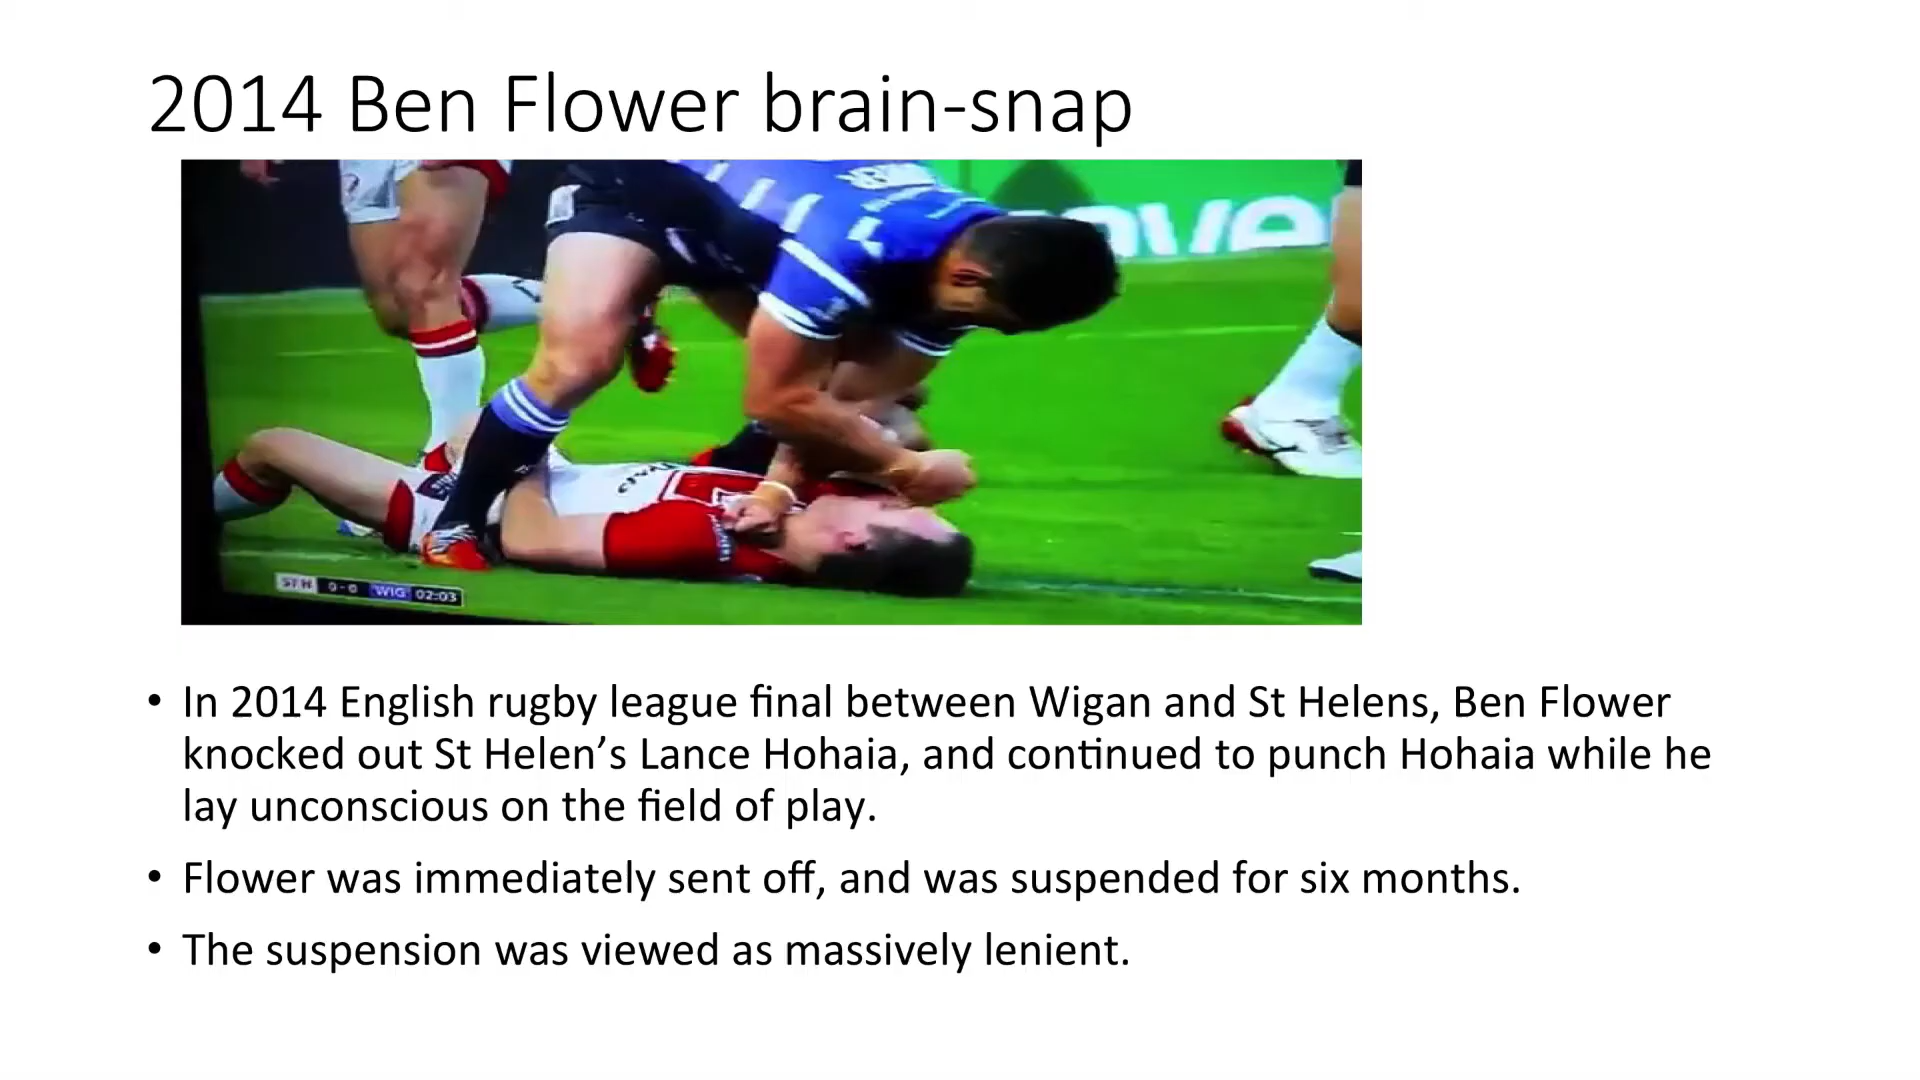 2014 Ben Flower brain-snap
STH 0-0 WIG 02:03
• In 2014 English rugby league final between Wigan and St Helens, Ben Flower
knocked out St Helen’s Lance Hohaia, and continued to punch Hohaia while he
lay unconscious on the field of play.
• Flower was immediately sent off, and was suspended for six months.
• The suspension was viewed as massively lenient.